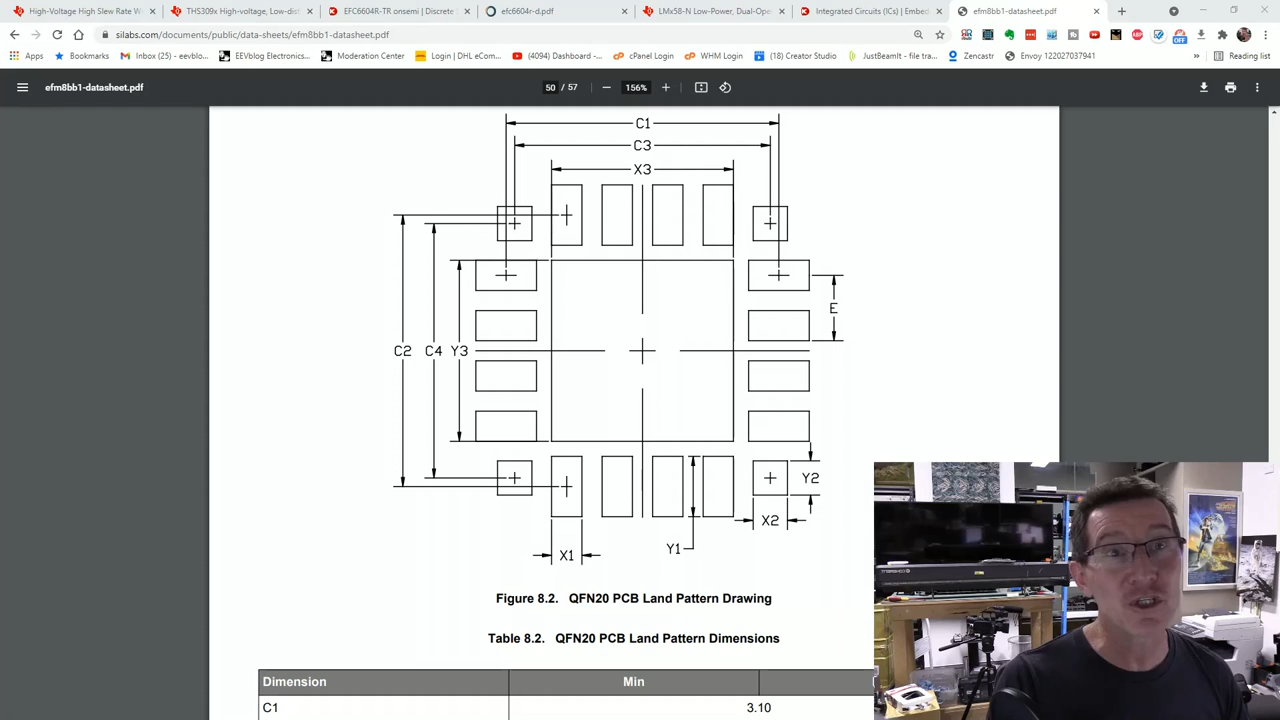 High-Voltage High Slew Rate W
THS309x High-voltage, Low-dist
EFC6604R-TR onsemi | Discrete S
efc6604r-d.pdf
LMx58-N Low-Power, Dual-Oper
Integrated Circuits (ICs) | Embed
efm8bb1-datasheet.pdf
silabs.com/documents/public/data-sheets/efm8bb1-datasheet.pdf
Apps
Bookmarks
Inbox (5) - eevblo...
EEVblog Electronics...
Moderation Center
Login | DHL eCom...
(4094) Dashboard -...
cPanel Login
WHM Login
(18) Creator Studio
JustBeamIt - file tra...
Zencastr
Envoy 122027037941
Reading list
efm8bb1-datasheet.pdf
50 / 57
156%
C1
C3
X3
E
C2
C4
Y3
Y2
X2
Y1
X1
Figure 8.2. QFN20 PCB Land Pattern Drawing
Table 8.2. QFN20 PCB Land Pattern Dimensions
Dimension
Min
C1
3.10